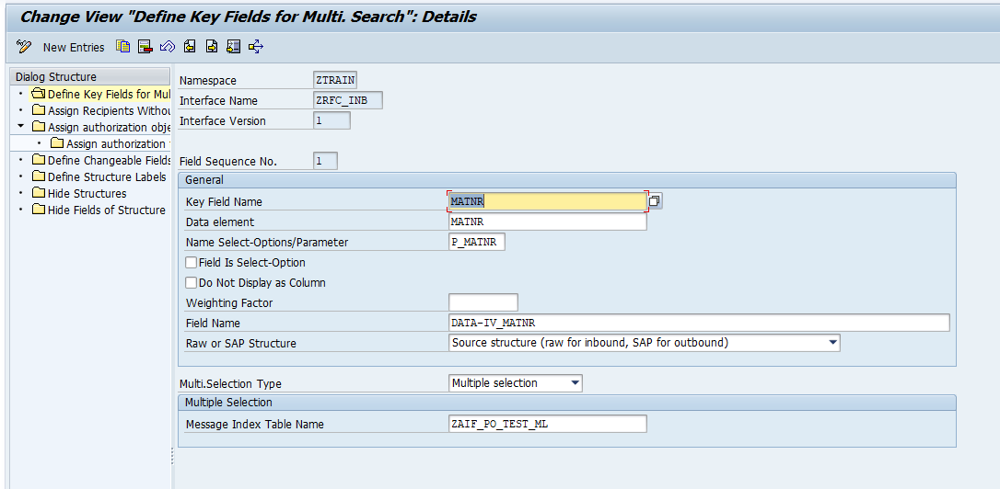 Change View "Define Key Fields for Multi. Search": Details
New Entries
Dialog Structure
Define Key Fields for Mul
Assign Recipients Withou
Assign authorization obje
Assign authorization
Define Changeable Fields
Define Structure Labels
Hide Structures
Hide Fields of Structure
Namespace ZTRAIN
Interface Name ZRFC_INB
Interface Version 1
Field Sequence No. 1
General
Key Field Name MATNR
Data element MATNR
Name Select-Options/Parameter P_MATNR
Field Is Select-Option
Do Not Display as Column
Weighting Factor
Field Name DATA-IV_MATNR
Raw or SAP Structure Source structure (raw for inbound, SAP for outbound)
Multi.Selection Type Multiple selection
Multiple Selection
Message Index Table Name ZAIF_PO_TEST_ML